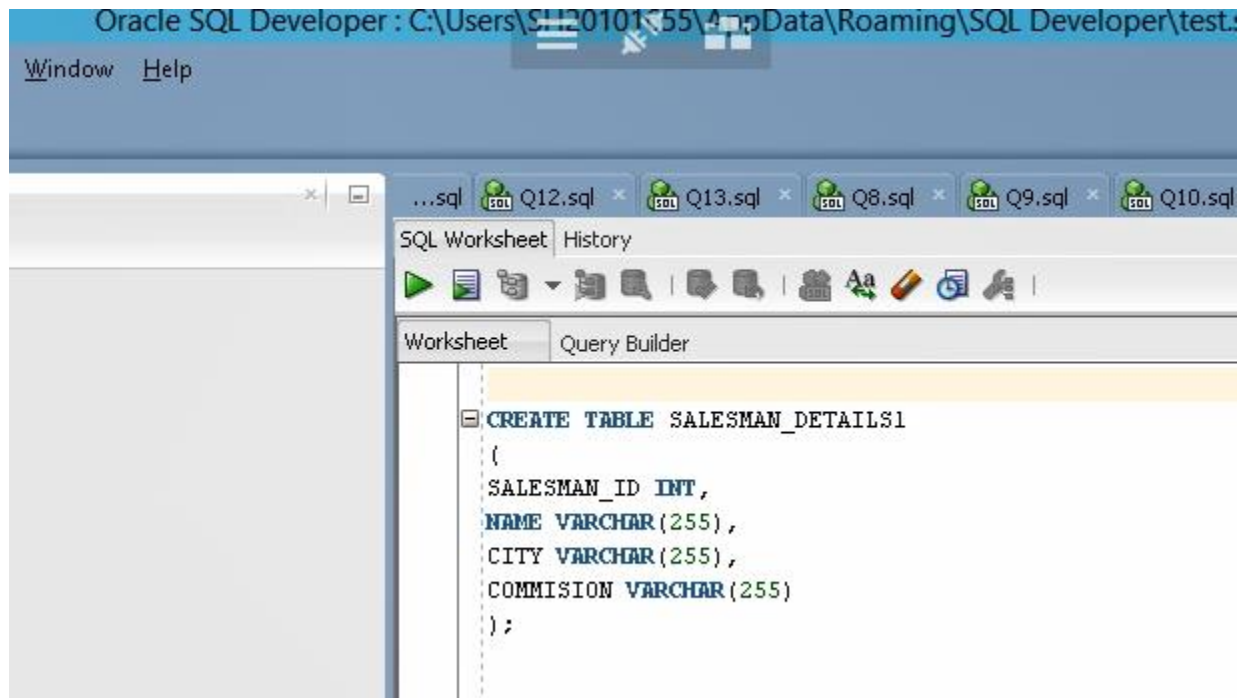 Oracle SQL Developer : C:\Users\SU20101655\AppData\Roaming\SQL Developer\test.s
Window Help
...sql Q12.sql Q13.sql Q8.sql Q9.sql Q10.sql
SQL Worksheet History
Worksheet Query Builder
CREATE TABLE SALESMAN_DETAILS1
(
SALESMAN_ID INT,
NAME VARCHAR(255),
CITY VARCHAR(255),
COMMISION VARCHAR(255)
);